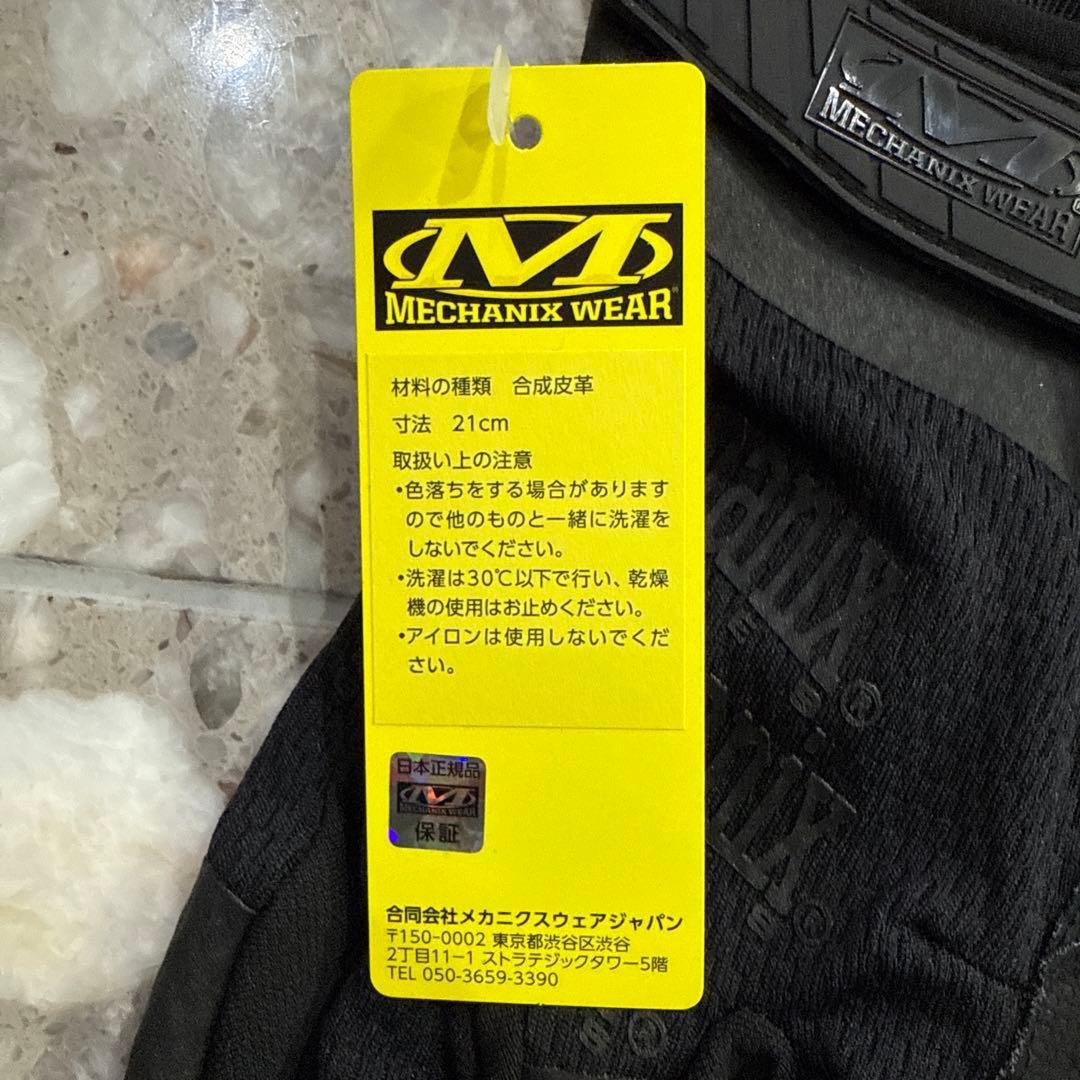 MECHANIX WEAR®
MECHANIX WEAR®
材料の種類　合成皮革
寸法　21cm
取扱い上の注意
•色落ちをする場合があります
ので他のものと一緒に洗濯を
しないでください。
•洗濯は30℃以下で行い、乾燥
機の使用はお止めください。
•アイロンは使用しないでくだ
さい。
日本正規品
MECHANIX WEAR
保証
合同会社メカニクスウェアジャパン
〒150-0002 東京都渋谷区渋谷
2丁目11-1 ストラテジックタワー5階
TEL 050-3659-3390